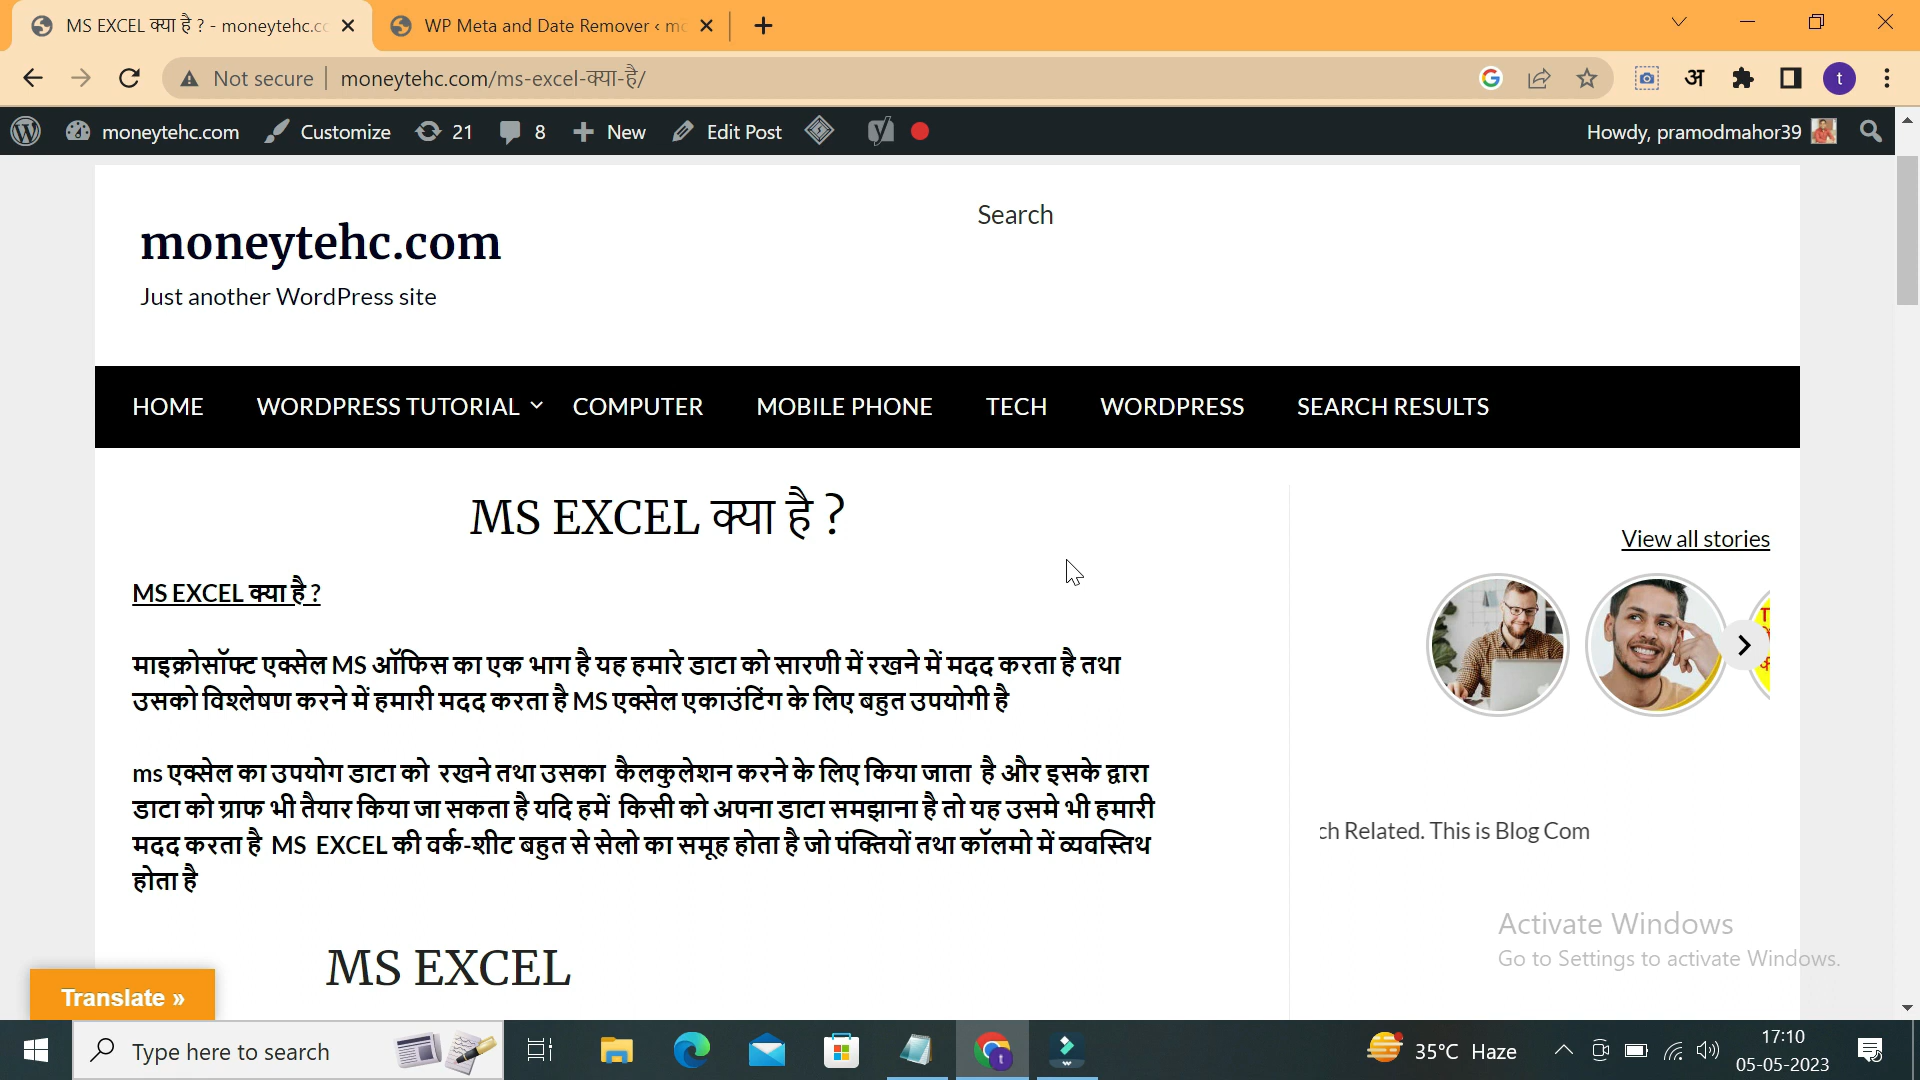 MS EXCEL क्या है ? - moneytehc.cc
WP Meta and Date Remover ‹ mc
Not secure
moneytehc.com/ms-excel-क्या-है/
अ
t
moneytehc.com
Customize
21
8
New
Edit Post
Howdy, pramodmahor39
moneytehc.com
Just another WordPress site
Search
HOME
WORDPRESS TUTORIAL
COMPUTER
MOBILE PHONE
TECH
WORDPRESS
SEARCH RESULTS
MS EXCEL क्या है ?
MS EXCEL क्या है ?
माइक्रोसॉफ्ट एक्सेल MS ऑफिस का एक भाग है यह हमारे डाटा को सारणी में रखने में मदद करता है तथा
उसको विश्लेषण करने में हमारी मदद करता है MS एक्सेल एकाउंटिंग के लिए बहुत उपयोगी है
ms एक्सेल का उपयोग डाटा को रखने तथा उसका कैलकुलेशन करने के लिए किया जाता है और इसके द्वारा
डाटा को ग्राफ भी तैयार किया जा सकता है यदि हमें किसी को अपना डाटा समझाना है तो यह उसमे भी हमारी
मदद करता है MS EXCEL की वर्क-शीट बहुत से सेलो का समूह होता है जो पंक्तियों तथा कॉलमो में व्यवस्तिथ
होता है
MS EXCEL
View all stories
ch Related. This is Blog Com
Activate Windows
Go to Settings to activate Windows.
Translate »
Type here to search
35°C Haze
17:10
05-05-2023